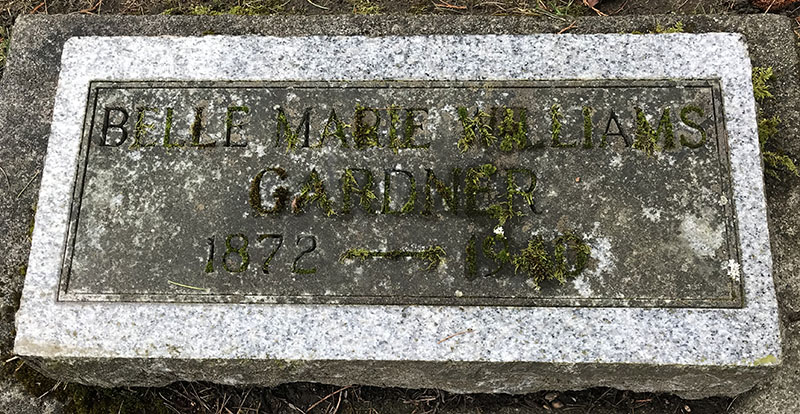 BELLE MARIE WILLIAMS
GARDNER
1872 —